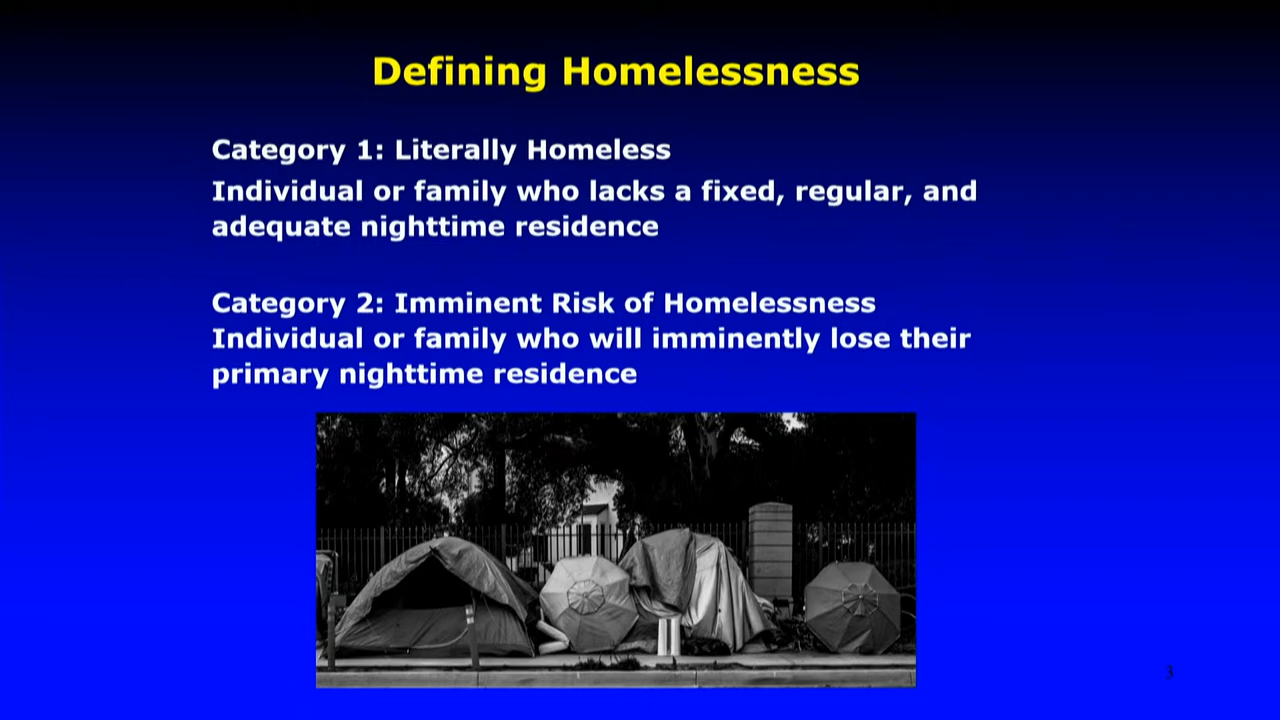 Defining Homelessness
Category 1: Literally Homeless
Individual or family who lacks a fixed, regular, and
adequate nighttime residence
Category 2: Imminent Risk of Homelessness
Individual or family who will imminently lose their
primary nighttime residence
3